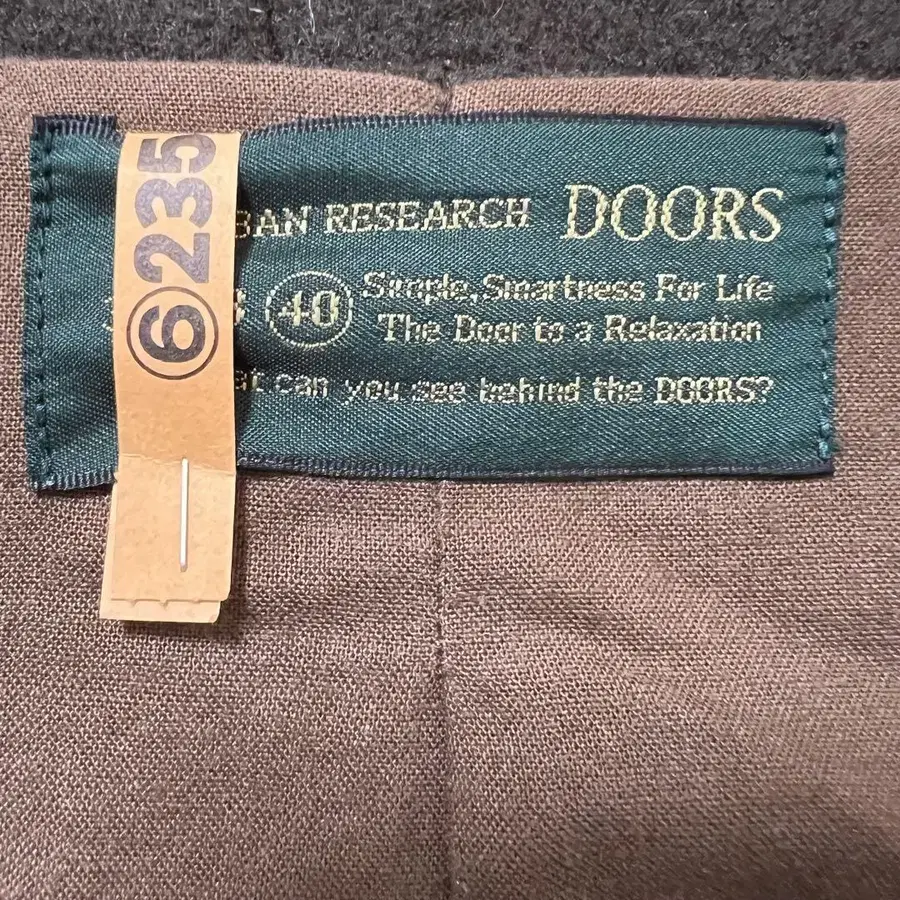 BAN RESEARCH DOORS
40 Simple, Smartness For Life
The Door to a Relaxation
can you see behind the DOORS?
6235